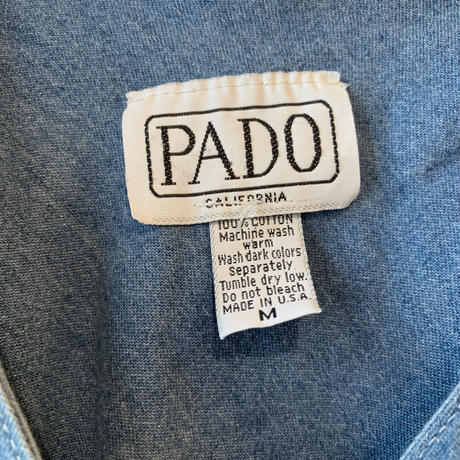 PADO
CALIFORNIA
100% COTTON
Machine wash
warm
Wash dark colors
Separately
Tumble dry low.
Do not bleach
MADE IN U.S.A.
M